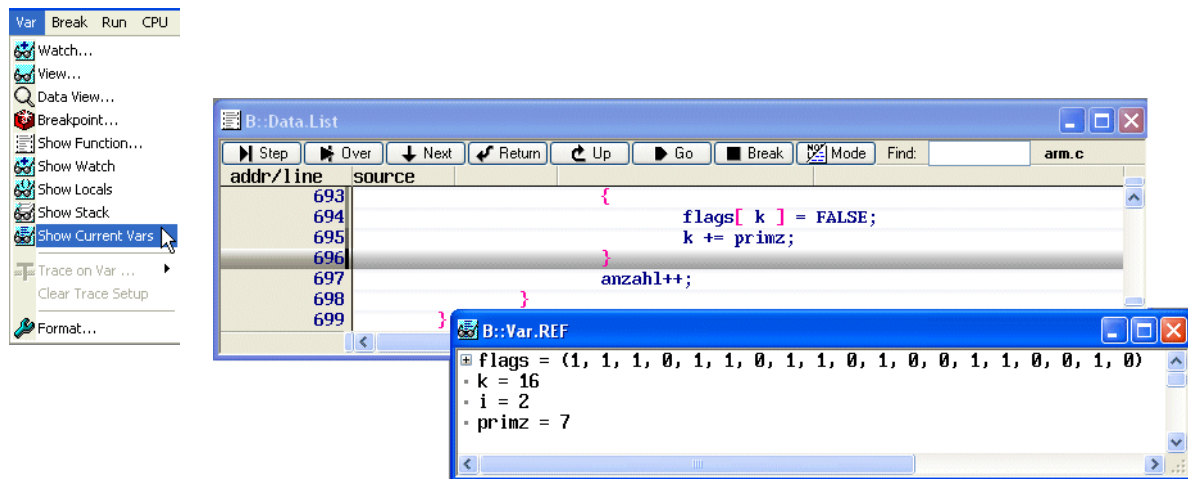 Var Break Run CPU
Watch...
View...
Data View...
Breakpoint...
Show Function...
Show Watch
Show Locals
Show Stack
Show Current Vars
Trace on Var ...
Clear Trace Setup
Format...
B::Data.List
Step Over Next Return Up Go Break Mode Find: arm.c
addr/line source
693 {
694 flags[ k ] = FALSE;
695 k += primz;
696 }
697 anzahl++;
698 }
699 }
B::Var.REF
flags = (1, 1, 1, 0, 1, 1, 0, 1, 1, 0, 1, 0, 0, 1, 1, 0, 0, 1, 0)
k = 16
i = 2
primz = 7